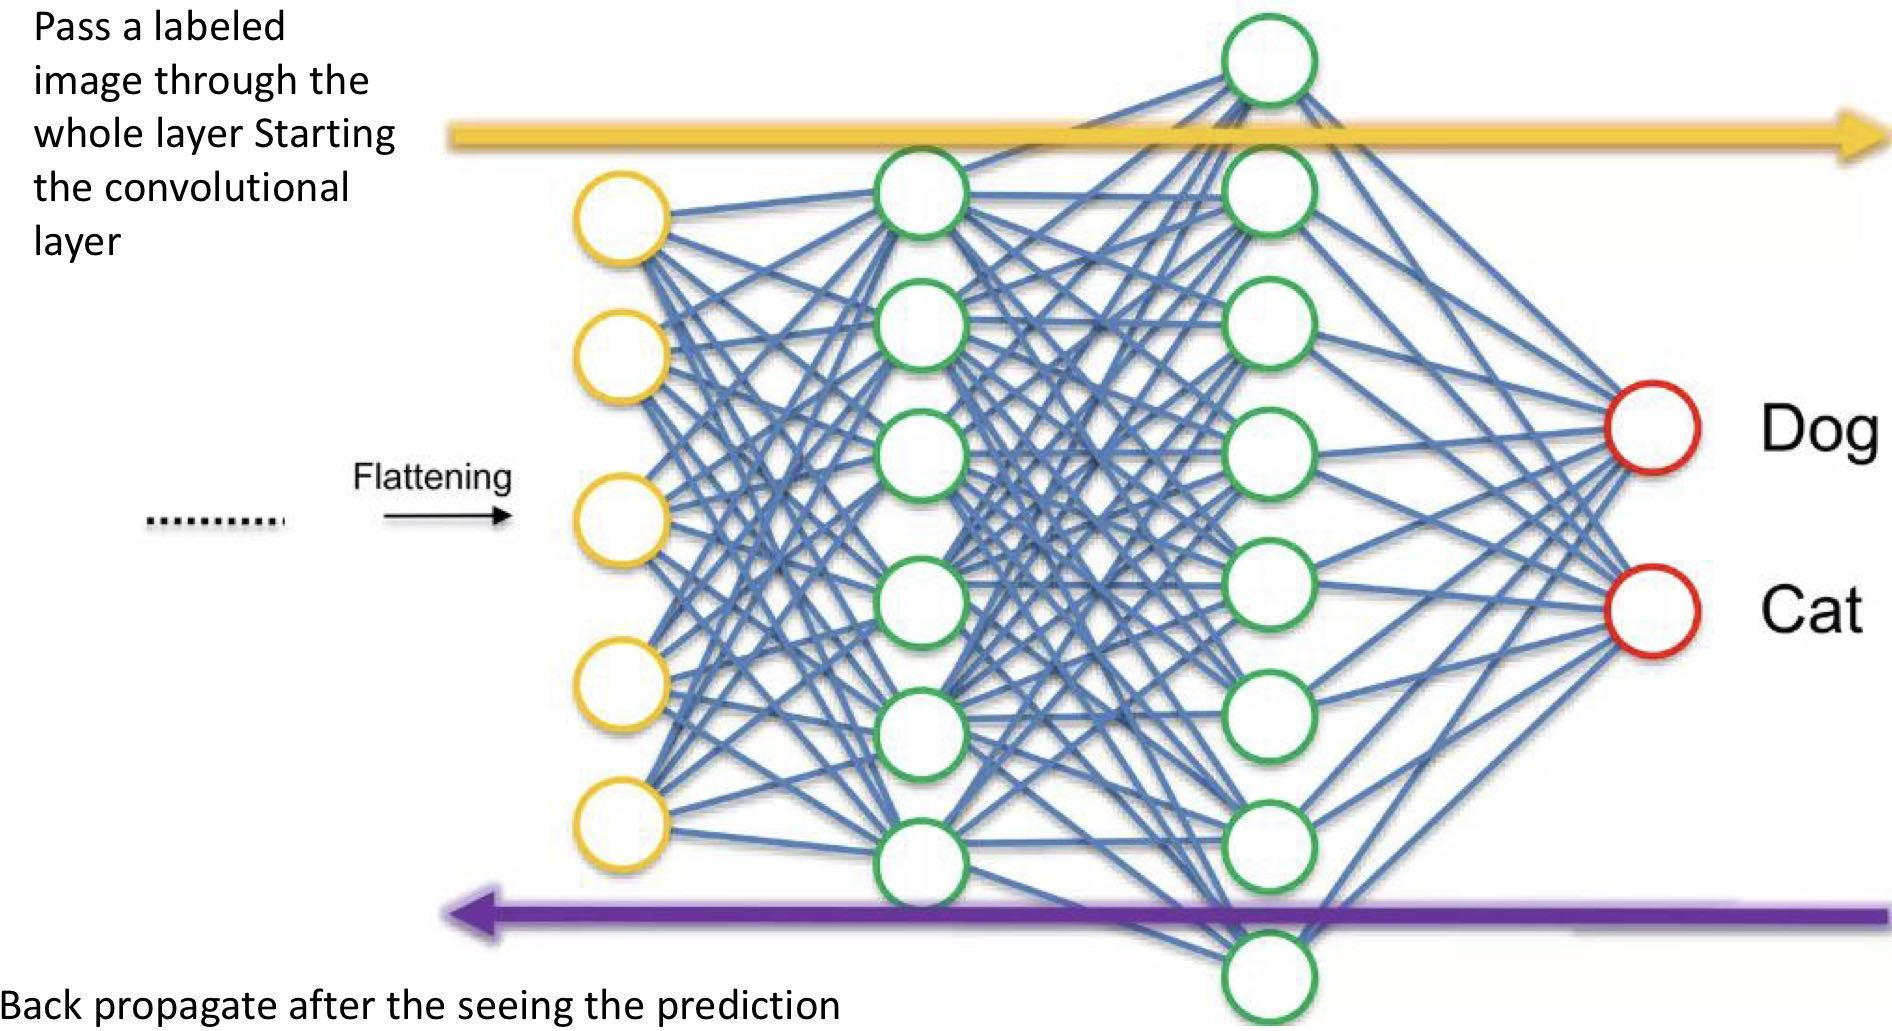 Pass a labeled
image through the
whole layer Starting
the convolutional
layer
Flattening
Dog
Cat
Back propagate after the seeing the prediction